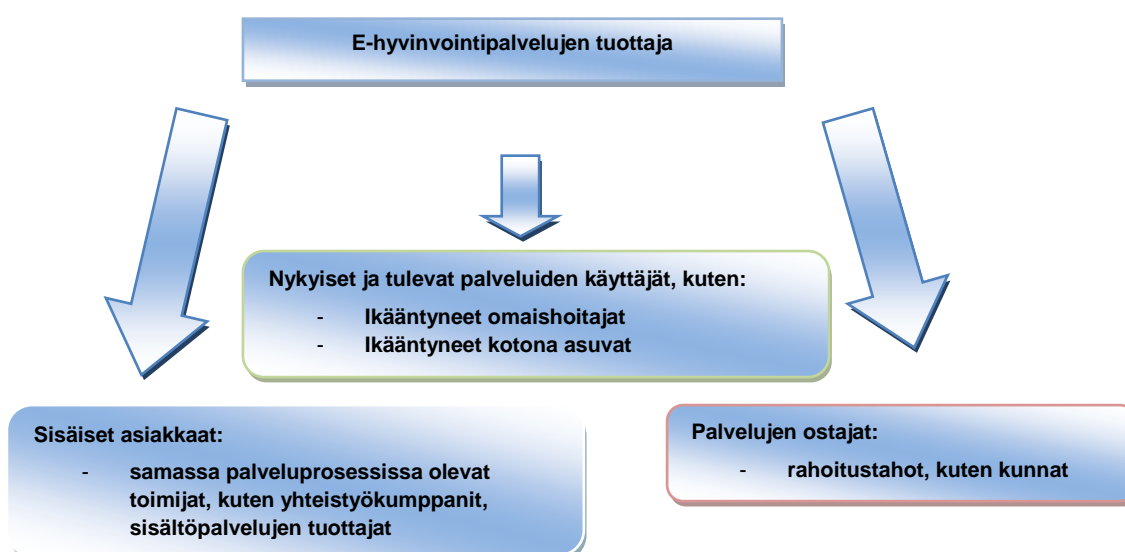 E-hyvinvointipalvelujen tuottaja
Nykyiset ja tulevat palveluiden käyttäjät, kuten:
- Ikääntyneet omaishoitajat
- Ikääntyneet kotona asuvat
Sisäiset asiakkaat:
- samassa palveluprosessissa olevat
toimijat, kuten yhteistyökumppanit,
sisältöpalvelujen tuottajat
Palvelujen ostajat:
- rahoitustahot, kuten kunnat